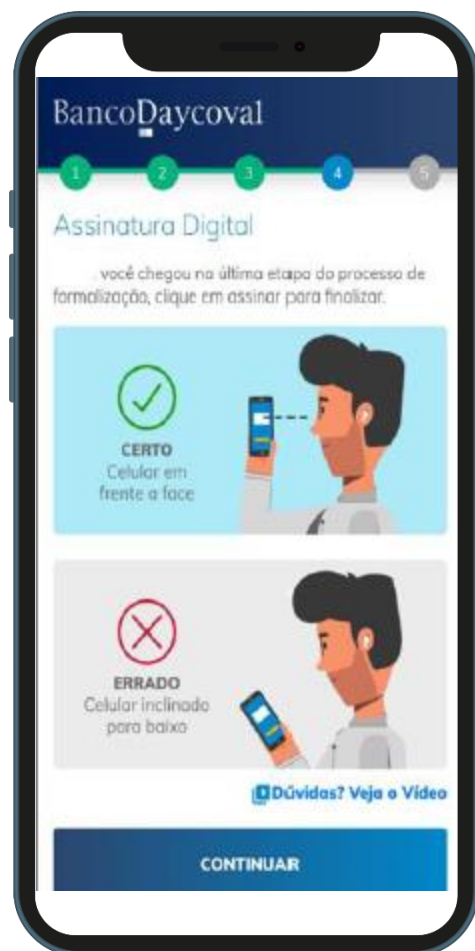 BancoDaycoval
1 2 3 4 5
Assinatura Digital
, você chegou na última etapa do processo de
formalização, clique em assinar para finalizar.
CERTO
Celular em
frente a face
ERRADO
Celular inclinado
para baixo
Dúvidas? Veja o Vídeo
CONTINUAR